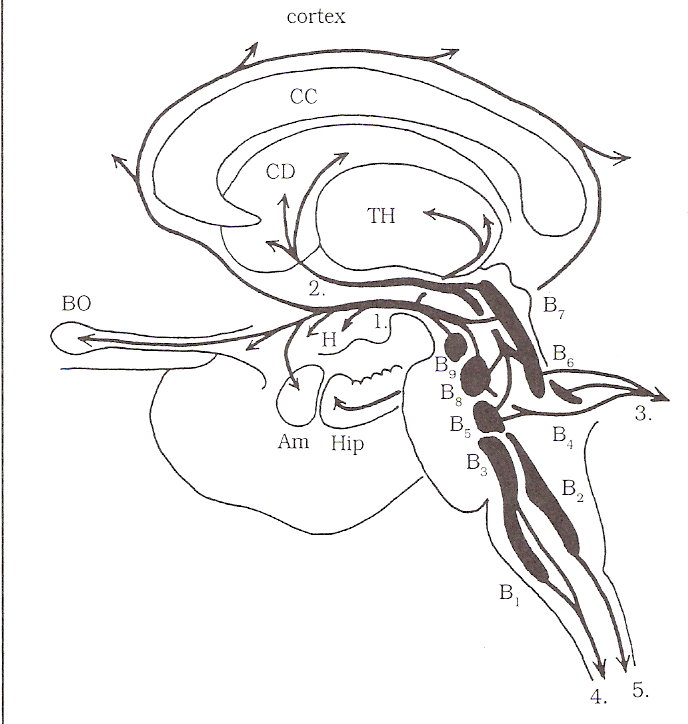 cortex
CC
CD
TH
2.
BO
1.
H
B7
B9
B6
B8
3.
B5
B4
Am Hip
B3
B2
B1
4. 5.